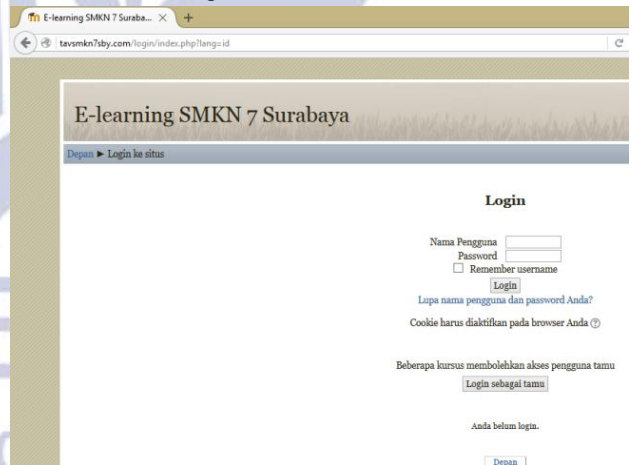 E-learning SMKN 7 Suraba... × +
tavsmkn7sby.com/login/index.php?lang=id
E-learning SMKN 7 Surabaya
Depan ► Login ke situs
Login
Nama Pengguna
Password
Remember username
Login
Lupa nama pengguna dan password Anda?
Cookie harus diaktifkan pada browser Anda
Beberapa kursus membolehkan akses pengguna tamu
Login sebagai tamu
Anda belum login.
Depan